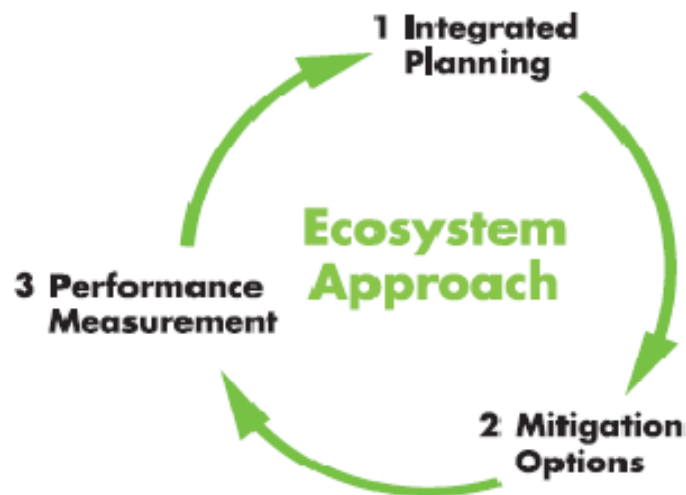 1 Integrated
Planning
Ecosystem
Approach
3 Performance
Measurement
2 Mitigation
Options